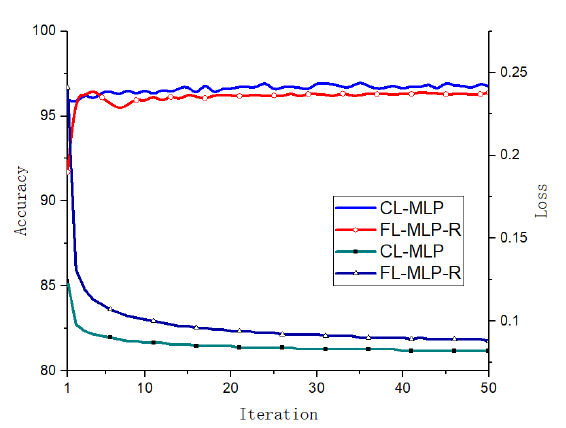 100
95
90
85
80
Accuracy
0.25
0.2
0.15
0.1
Loss
CL-MLP
FL-MLP-R
CL-MLP
FL-MLP-R
1 10 20 30 40 50
Iteration